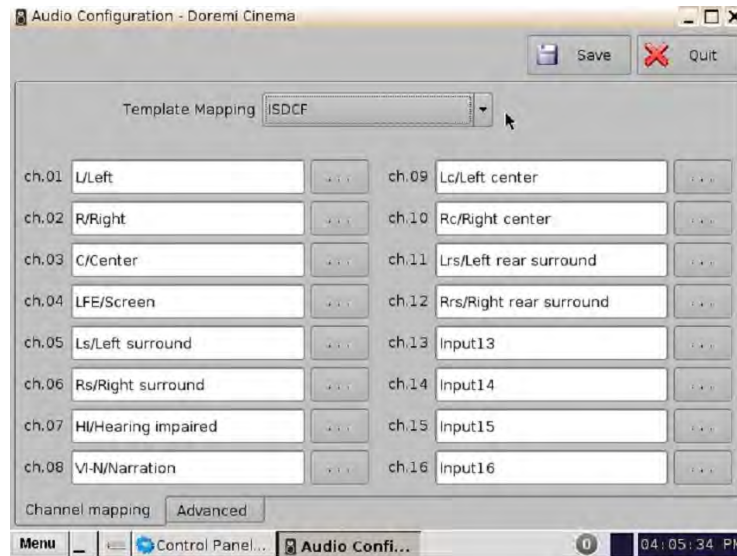 Audio Configuration - Doremi Cinema
Save Quit
Template Mapping ISDCF
ch.01 L/Left ... ch.09 Lc/Left center ...
ch.02 R/Right ... ch.10 Rc/Right center ...
ch.03 C/Center ... ch.11 Lrs/Left rear surround ...
ch.04 LFE/Screen ... ch.12 Rrs/Right rear surround ...
ch.05 Ls/Left surround ... ch.13 Input13 ...
ch.06 Rs/Right surround ... ch.14 Input14 ...
ch.07 HI/Hearing impaired ... ch.15 Input15 ...
ch.08 VI-N/Narration ... ch.16 Input16 ...
Channel mapping Advanced
Menu Control Panel... Audio Confi... 0 04:05:34 PM